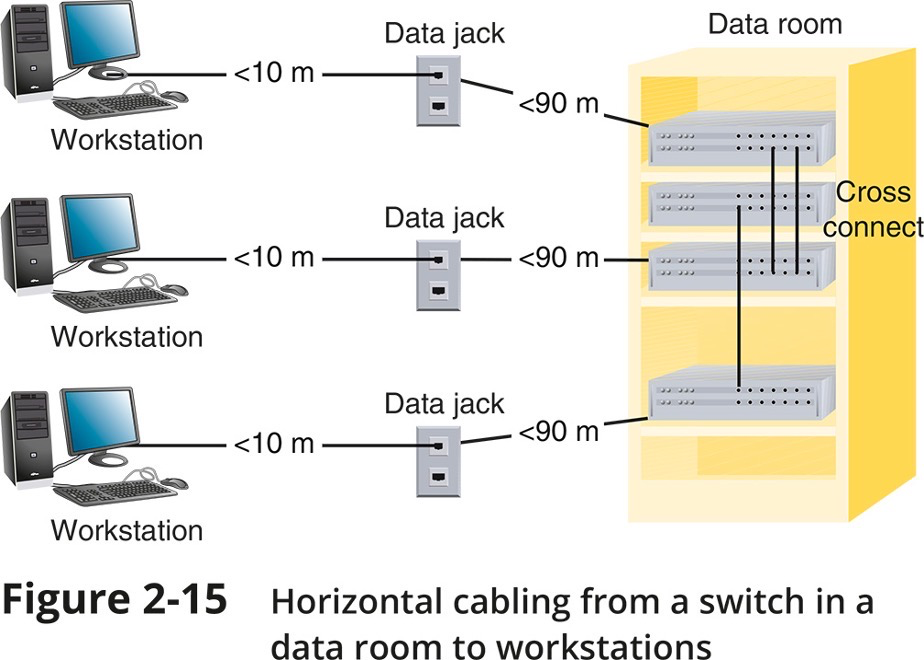 Data jack
Data room
<10 m
<90 m
Workstation
Cross
connect
Data jack
<10 m
<90 m
Workstation
Data jack
<10 m
<90 m
Workstation
Figure 2-15 Horizontal cabling from a switch in a
data room to workstations